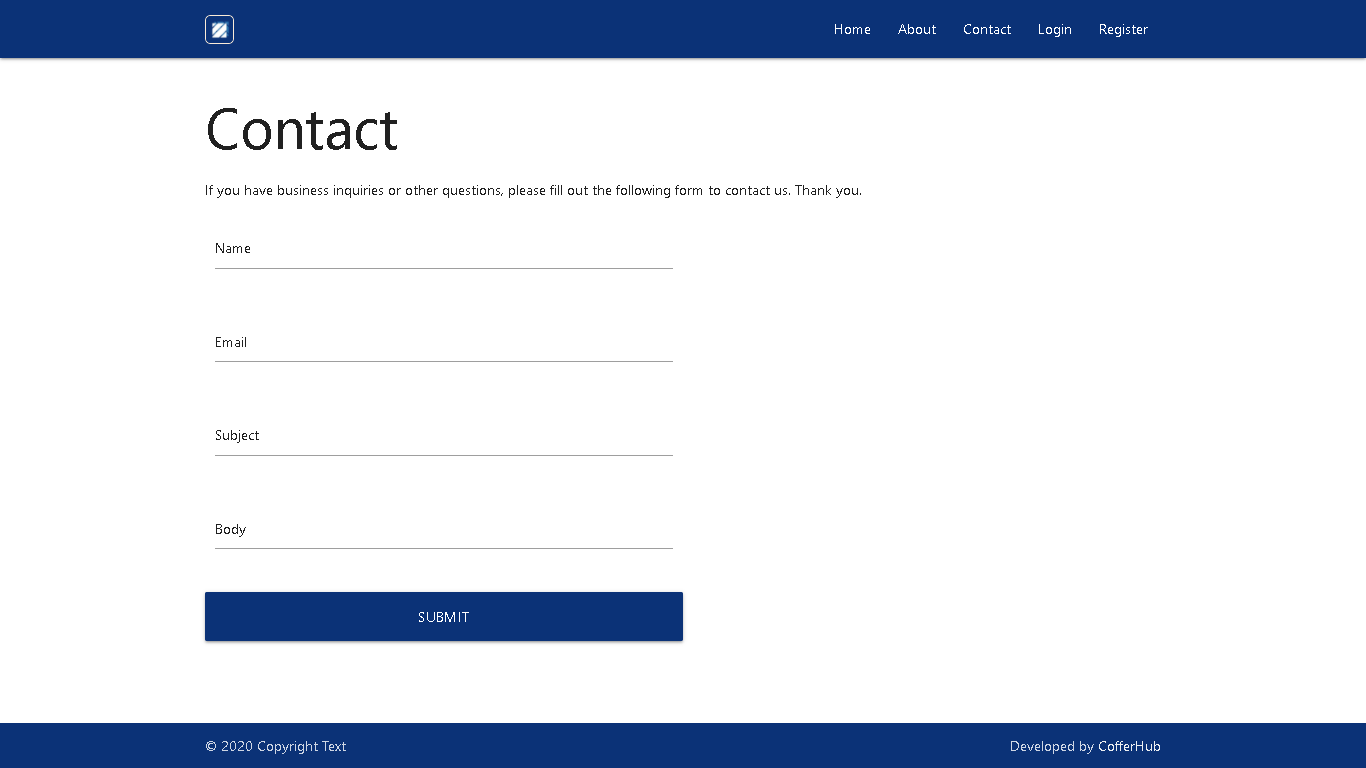 Home About Contact Login Register
Contact
If you have business inquiries or other questions, please fill out the following form to contact us. Thank you.
Name
Email
Subject
Body
SUBMIT
© 2020 Copyright Text
Developed by CofferHub